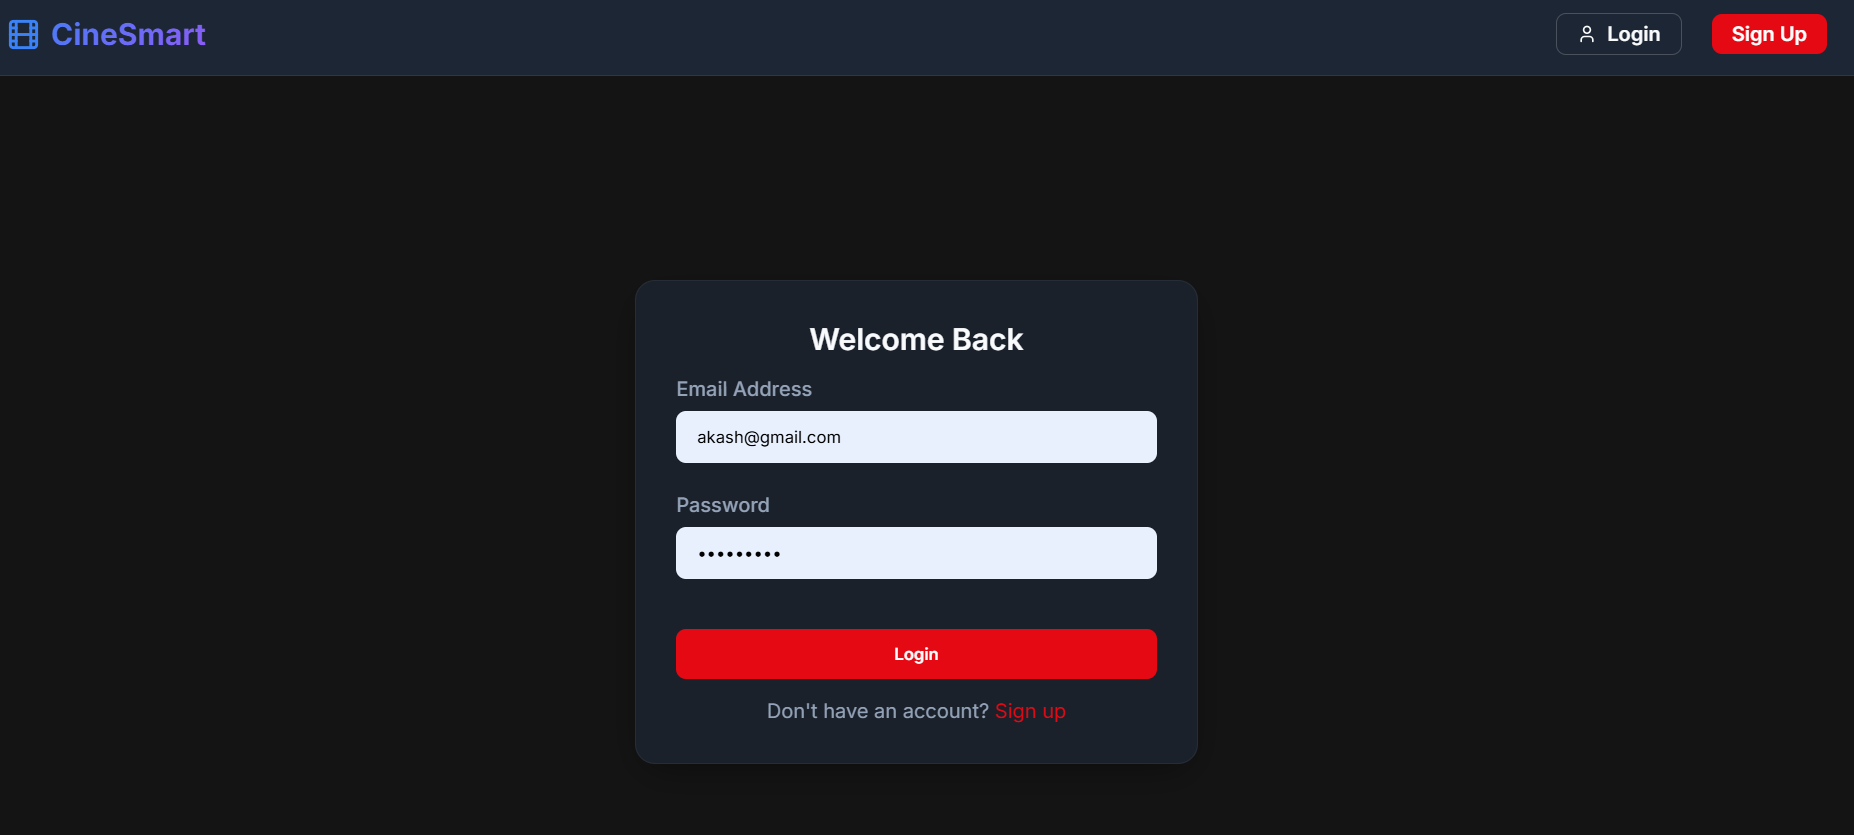 CineSmart
Login
Sign Up
Welcome Back
Email Address
akash@gmail.com
Password
•••••••••
Login
Don't have an account? Sign up